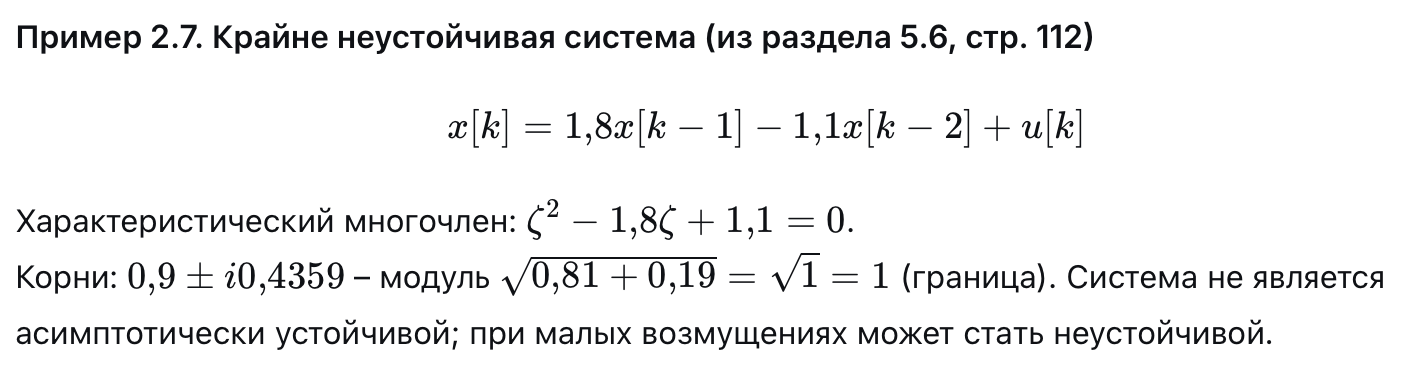 Пример 2.7. Крайне неустойчивая система (из раздела 5.6, стр. 112)
x[k] = 1,8x[k − 1] − 1,1x[k − 2] + u[k]
Характеристический многочлен: ζ² − 1,8ζ + 1,1 = 0.
Корни: 0,9 ± i0,4359 – модуль √(0,81 + 0,19) = √1 = 1 (граница). Система не является
асимптотически устойчивой; при малых возмущениях может стать неустойчивой.